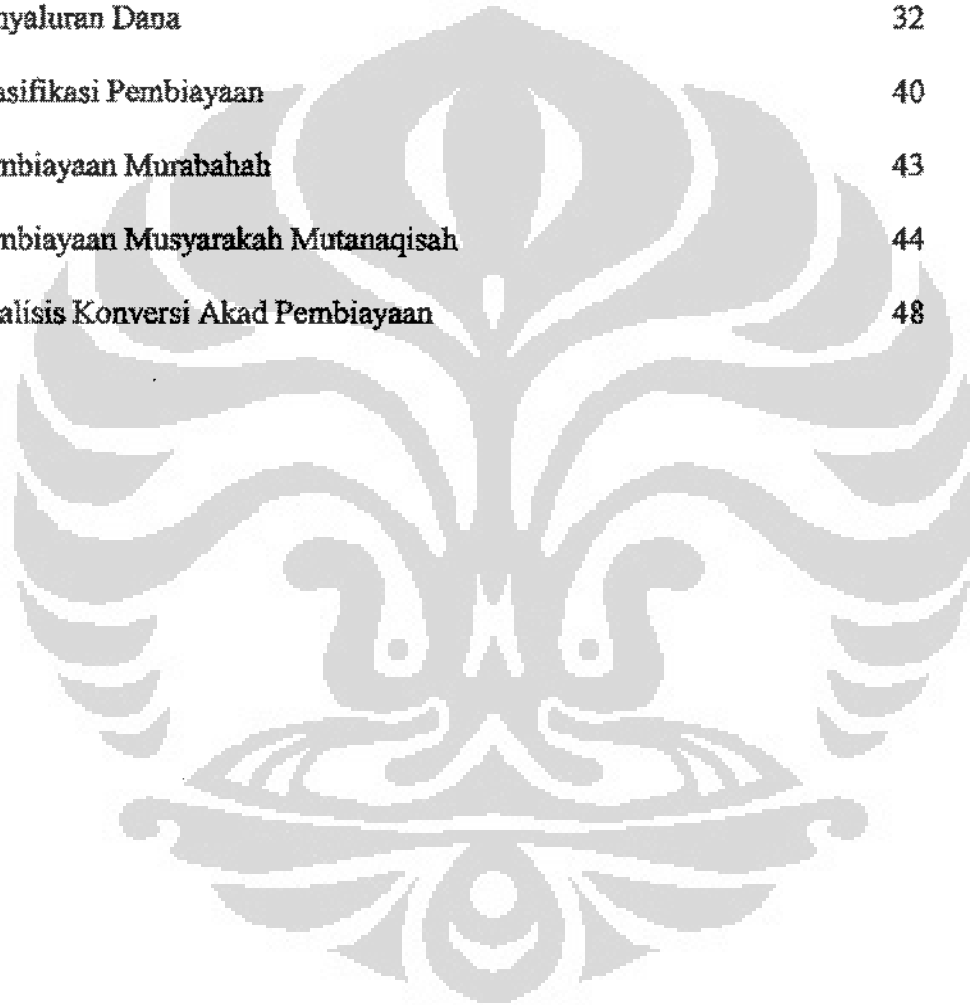 nyaluran Dana 32
asifikasi Pembiayaan 40
mbiayaan Murabahah 43
mbiayaan Musyarakah Mutanaqisah 44
alisis Konversi Akad Pembiayaan 48